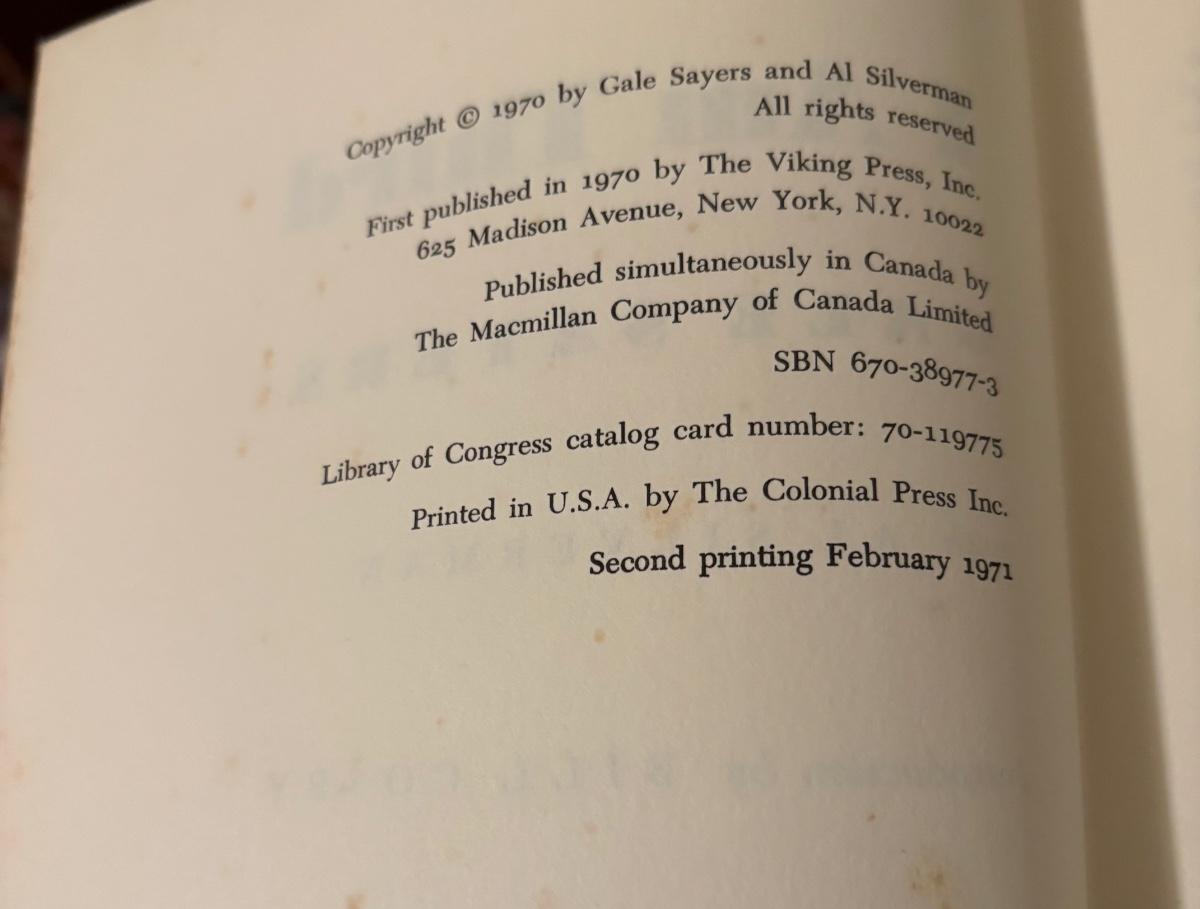 Copyright © 1970 by Gale Sayers and Al Silverman
All rights reserved
First published in 1970 by The Viking Press, Inc.
625 Madison Avenue, New York, N.Y. 10022
Published simultaneously in Canada by
The Macmillan Company of Canada Limited
SBN 670-38977-3
Library of Congress catalog card number: 70-119775
Printed in U.S.A. by The Colonial Press Inc.
Second printing February 1971